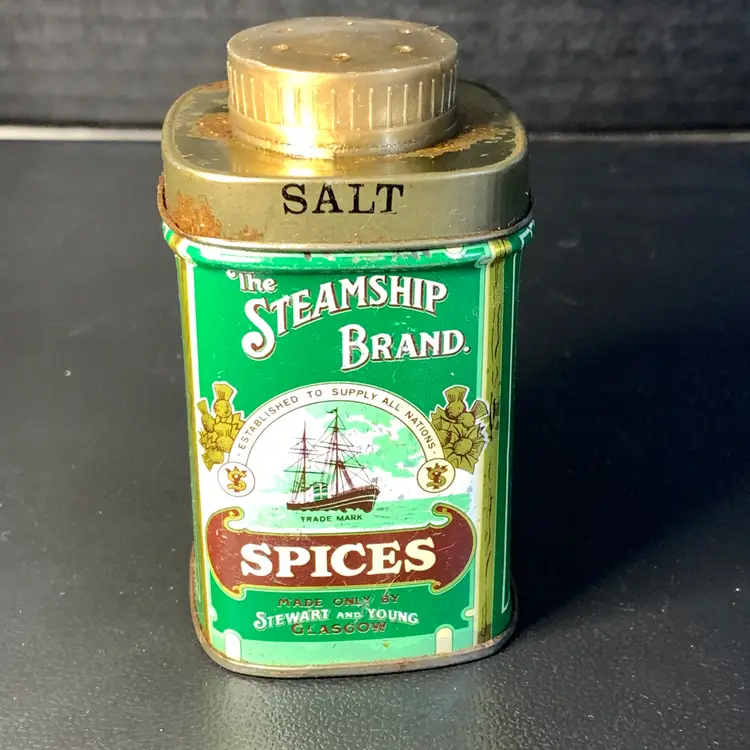 SALT
The
STEAMSHIP
BRAND.
· ESTABLISHED TO SUPPLY ALL NATIONS ·
TRADE MARK
SPICES
MADE ONLY BY
STEWART AND YOUNG
GLASGOW